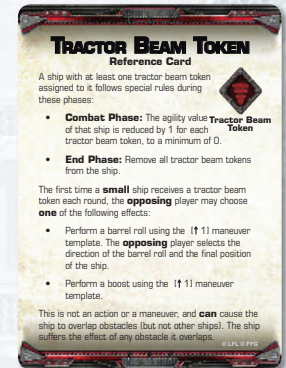 TRACTOR BEAM TOKEN
Reference Card
A ship with at least one tractor beam token
assigned to it follows special rules during
these phases:
• Combat Phase: The agility value
of that ship is reduced by 1 for each
tractor beam token, to a minimum of 0.
Tractor Beam
Token
• End Phase: Remove all tractor beam tokens
from the ship.
The first time a small ship receives a tractor beam
token each round, the opposing player may choose
one of the following effects:
• Perform a barrel roll using the (↑ 1) maneuver
template. The opposing player selects the
direction of the barrel roll and the final position
of the ship.
• Perform a boost using the (↑ 1) maneuver
template.
This is not an action or a maneuver, and can cause the
ship to overlap obstacles (but not other ships). The ship
suffers the effect of any obstacle it overlaps.
© LFL © FFG